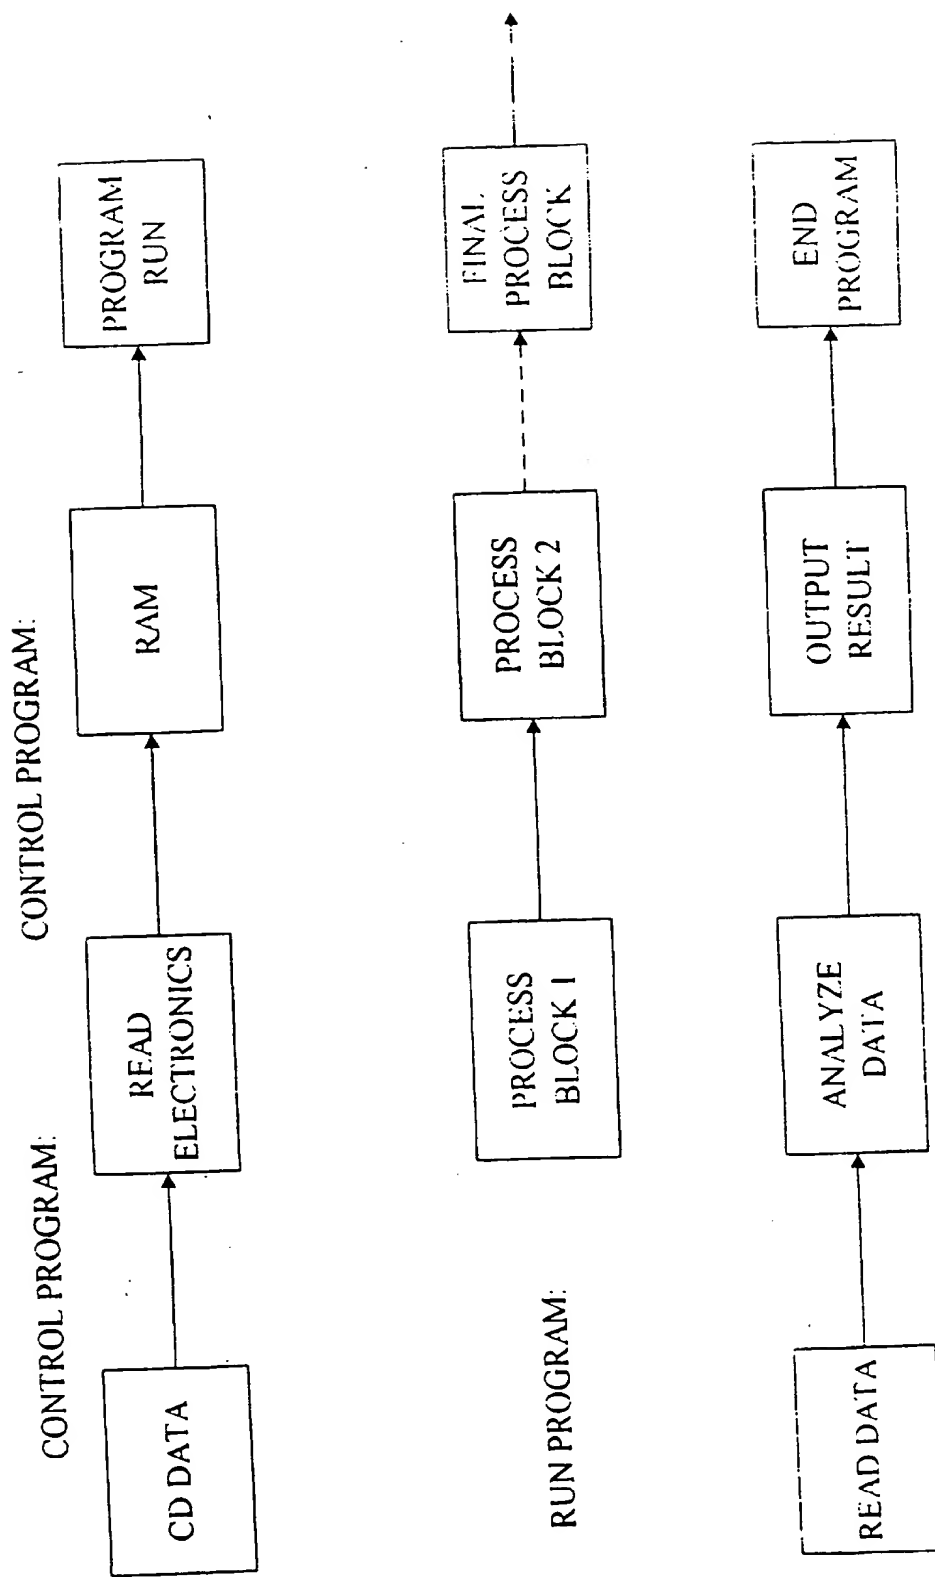 CONTROL PROGRAM:
CONTROL PROGRAM:
CD DATA
READ
ELECTRONICS
RAM
PROGRAM
RUN
RUN PROGRAM:
PROCESS
BLOCK 1
PROCESS
BLOCK 2
FINAL
PROCESS
BLOCK
READ DATA
ANALYZE
DATA
OUTPUT
RESULT
END
PROGRAM